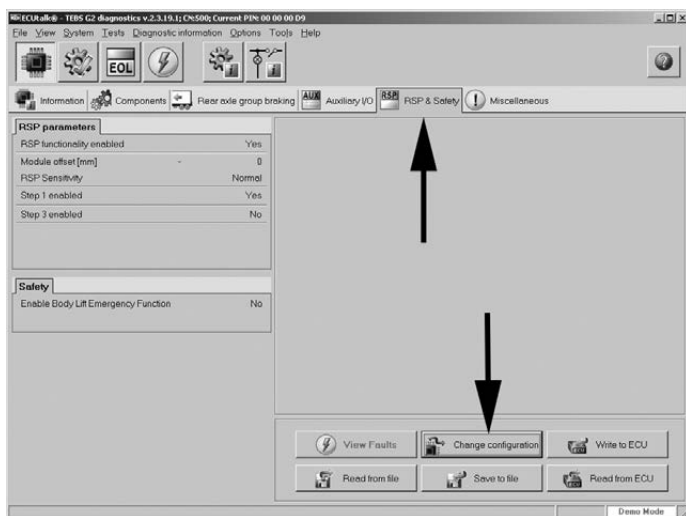 ECUtalk® - TEBS G2 diagnostics v.2.3.19.1; CN:500; Current PIN: 00 00 00 D9
File View System Tests Diagnostic information Options Tools Help
EOL
Information Components Rear axle group braking AUX Auxiliary I/O RSP RSP & Safety Miscellaneous
RSP parameters
RSP functionality enabled Yes
Module offset [mm] - 0
RSP Sensitivity Normal
Step 1 enabled Yes
Step 3 enabled No
Safety
Enable Body Lift Emergency Function No
View Faults Change configuration Write to ECU
Read from file Save to file Read from ECU
Demo Mode